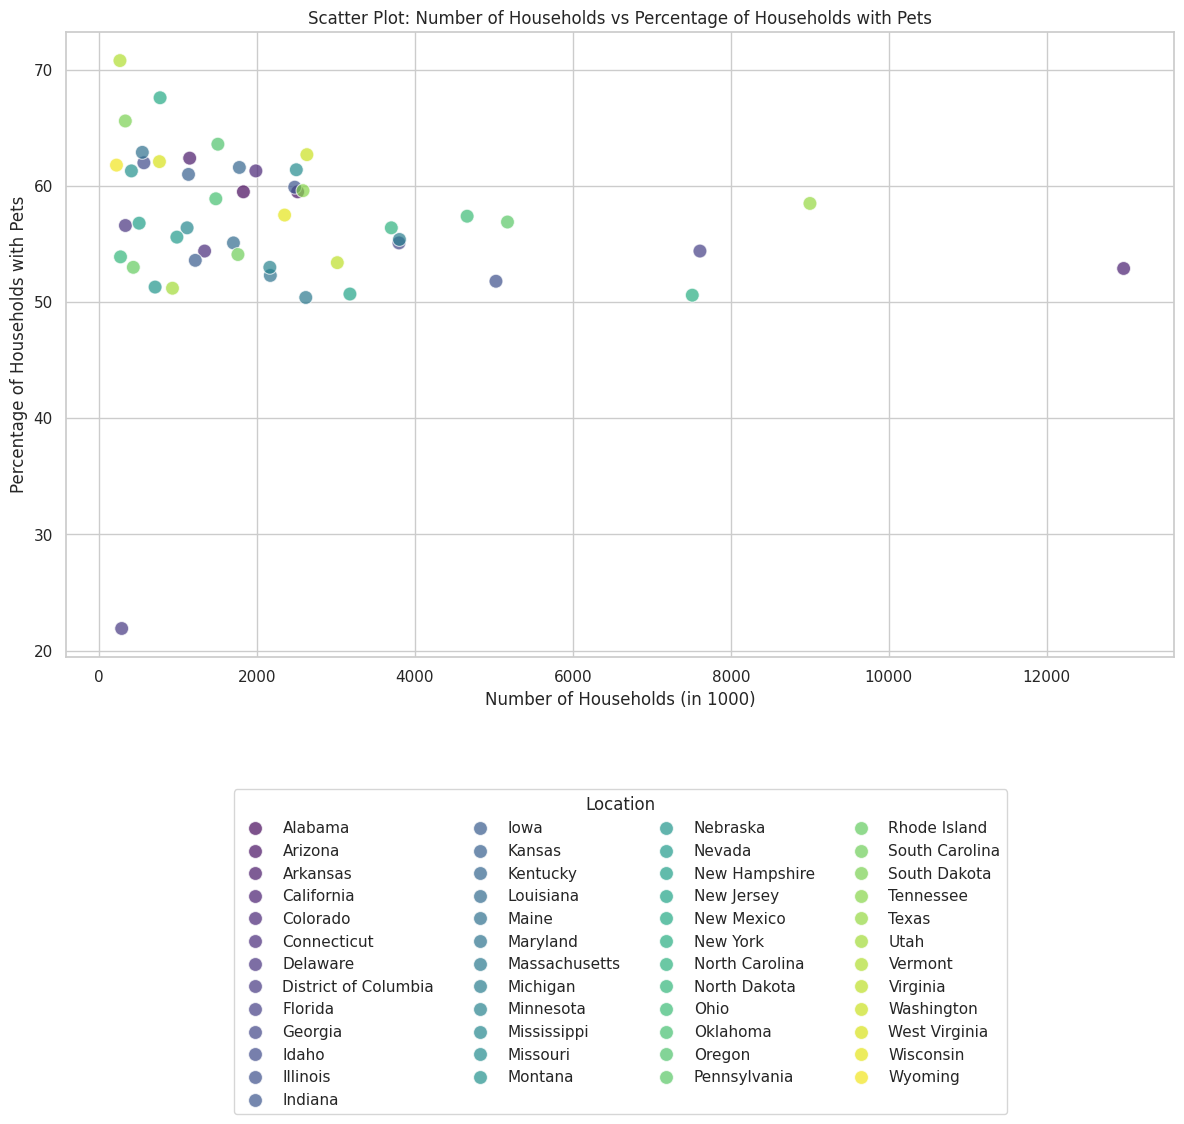 Scatter Plot: Number of Households vs Percentage of Households with Pets
Percentage of Households with Pets
70
60
50
40
30
20
0 2000 4000 6000 8000 10000 12000
Number of Households (in 1000)
Location
Alabama
Arizona
Arkansas
California
Colorado
Connecticut
Delaware
District of Columbia
Florida
Georgia
Idaho
Illinois
Indiana
Iowa
Kansas
Kentucky
Louisiana
Maine
Maryland
Massachusetts
Michigan
Minnesota
Mississippi
Missouri
Montana
Nebraska
Nevada
New Hampshire
New Jersey
New Mexico
New York
North Carolina
North Dakota
Ohio
Oklahoma
Oregon
Pennsylvania
Rhode Island
South Carolina
South Dakota
Tennessee
Texas
Utah
Vermont
Virginia
Washington
West Virginia
Wisconsin
Wyoming